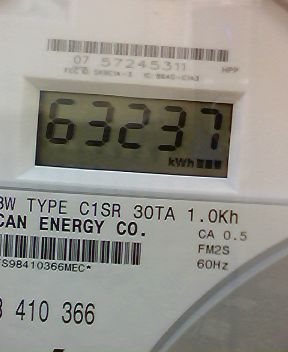 07 57245311
HPP
63237
kWh
3W TYPE C1SR 30TA 1.0Kh
CAN ENERGY CO.
CA 0.5
FM2S
60Hz
S98410366MEC*
410 366